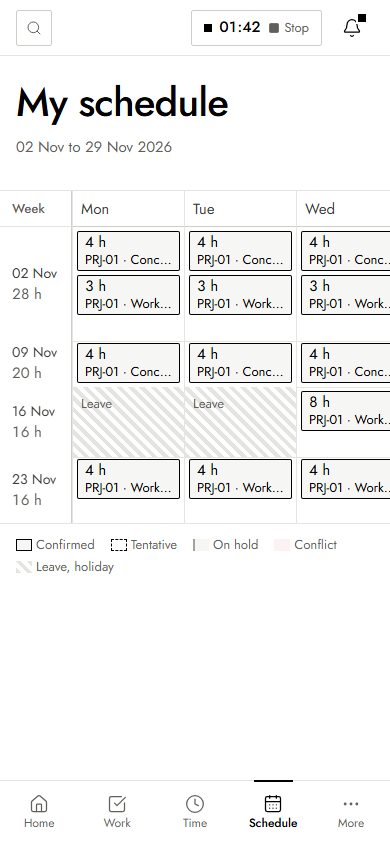 01:42 Stop
My schedule
02 Nov to 29 Nov 2026
Week Mon Tue Wed
02 Nov
28 h
4 h 4 h 4 h
PRJ-01 · Conc… PRJ-01 · Conc… PRJ-01 · Conc…
3 h 3 h 3 h
PRJ-01 · Work… PRJ-01 · Work… PRJ-01 · Work…
09 Nov
20 h
4 h 4 h 4 h
PRJ-01 · Conc… PRJ-01 · Conc… PRJ-01 · Conc…
16 Nov
16 h
Leave Leave 8 h
PRJ-01 · Work…
23 Nov
16 h
4 h 4 h 4 h
PRJ-01 · Work… PRJ-01 · Work… PRJ-01 · Work…
Confirmed Tentative On hold Conflict
Leave, holiday
Home Work Time Schedule More